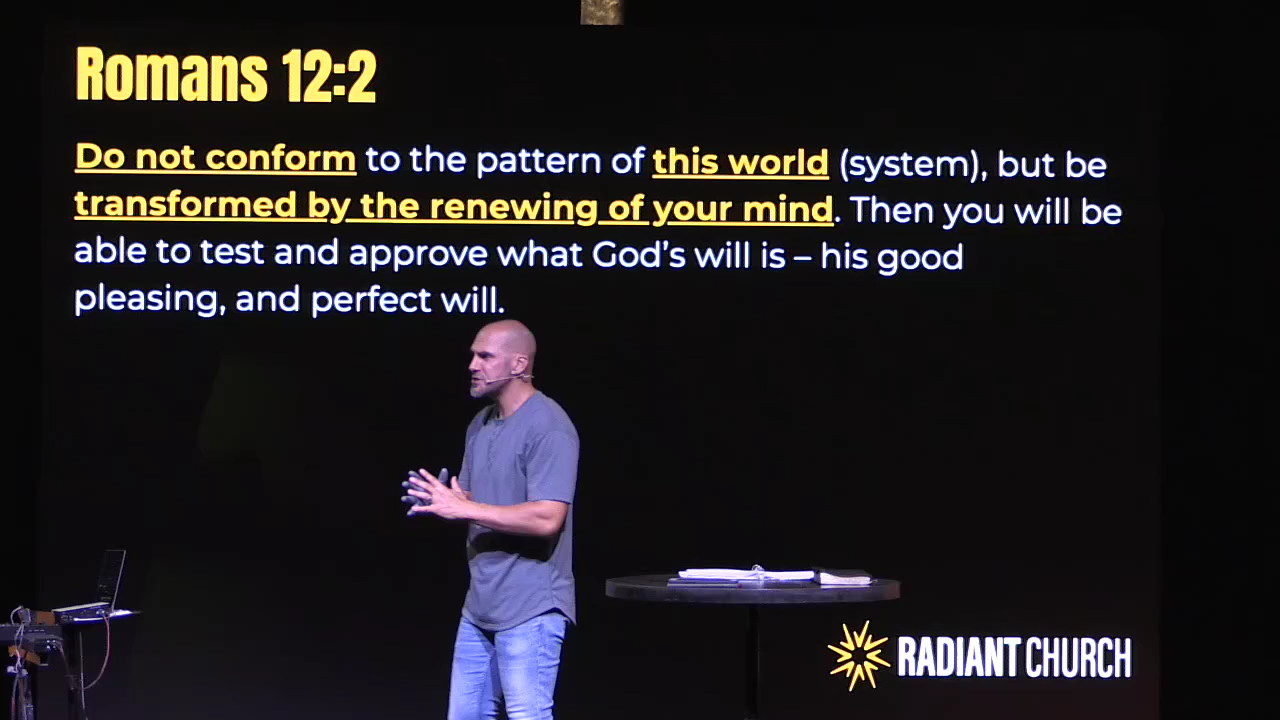 Romans 12:2
Do not conform to the pattern of this world (system), but be
transformed by the renewing of your mind. Then you will be
able to test and approve what God’s will is – his good
pleasing, and perfect will.
RADIANT CHURCH